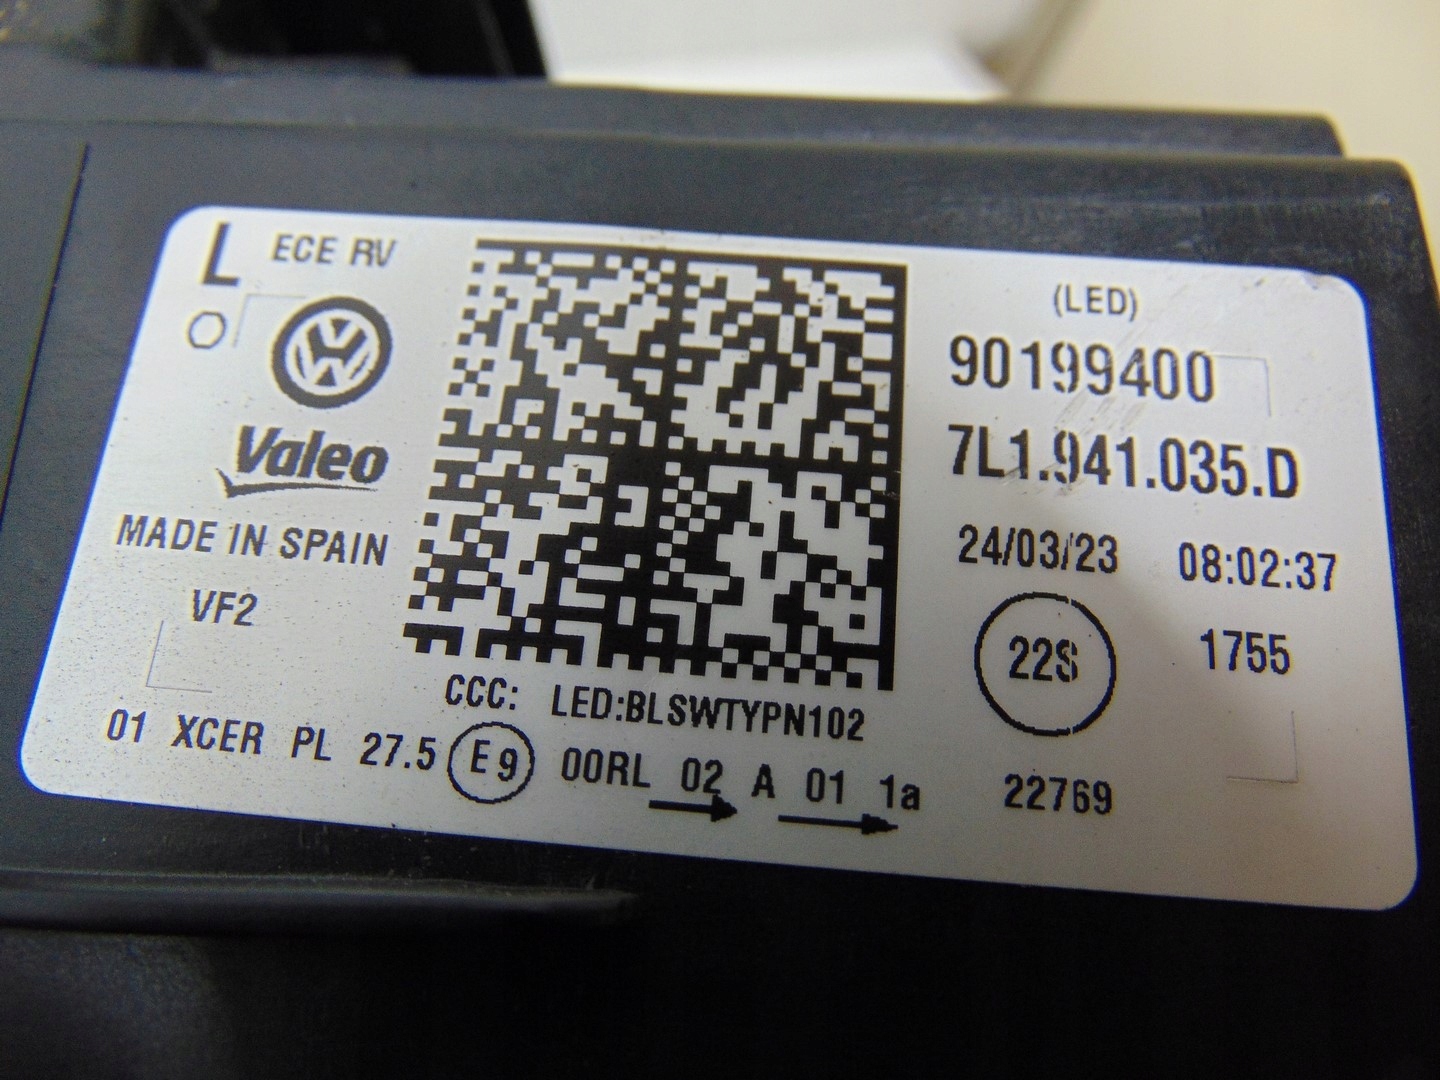 L ECE RV
VW
Valeo
MADE IN SPAIN
VF2
(LED)
90199400
7L1.941.035.D
24/03/23 08:02:37
22S 1755
CCC: LED:BLSWTYPN102
01 XCER PL 27.5 E9 00RL 02 A 01 1a 22769